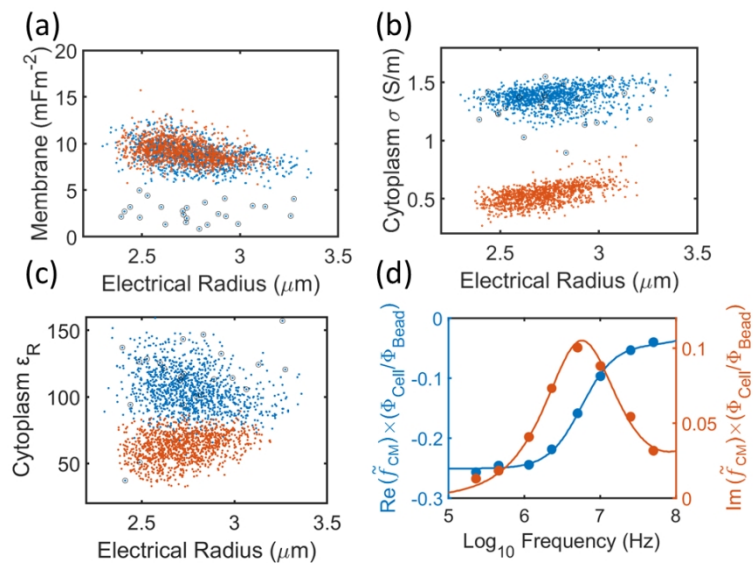 (a)
Membrane (mFm⁻²)
20
15
10
5
0
2.5
3
3.5
Electrical Radius (μm)
(b)
Cytoplasm σ (S/m)
1.5
1
0.5
2.5
3
3.5
Electrical Radius (μm)
(c)
Cytoplasm ε_R
150
100
50
2.5
3
3.5
Electrical Radius (μm)
(d)
Re(f̃_CM)×(Φ_Cell/Φ_Bead)
0
-0.1
-0.2
-0.3
5
6
7
8
Log₁₀ Frequency (Hz)
0.1
0.05
0
Im(f̃_CM)×(Φ_Cell/Φ_Bead)